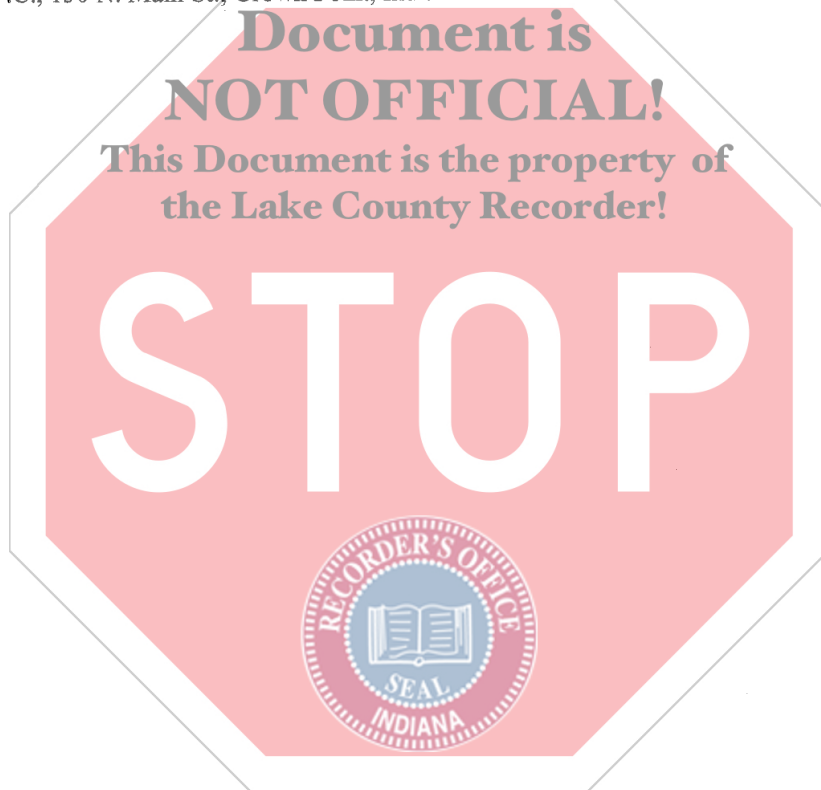 Document is
NOT OFFICIAL!
This Document is the property of
the Lake County Recorder!
STOP
RECORDER'S OFFICE
SEAL
INDIANA